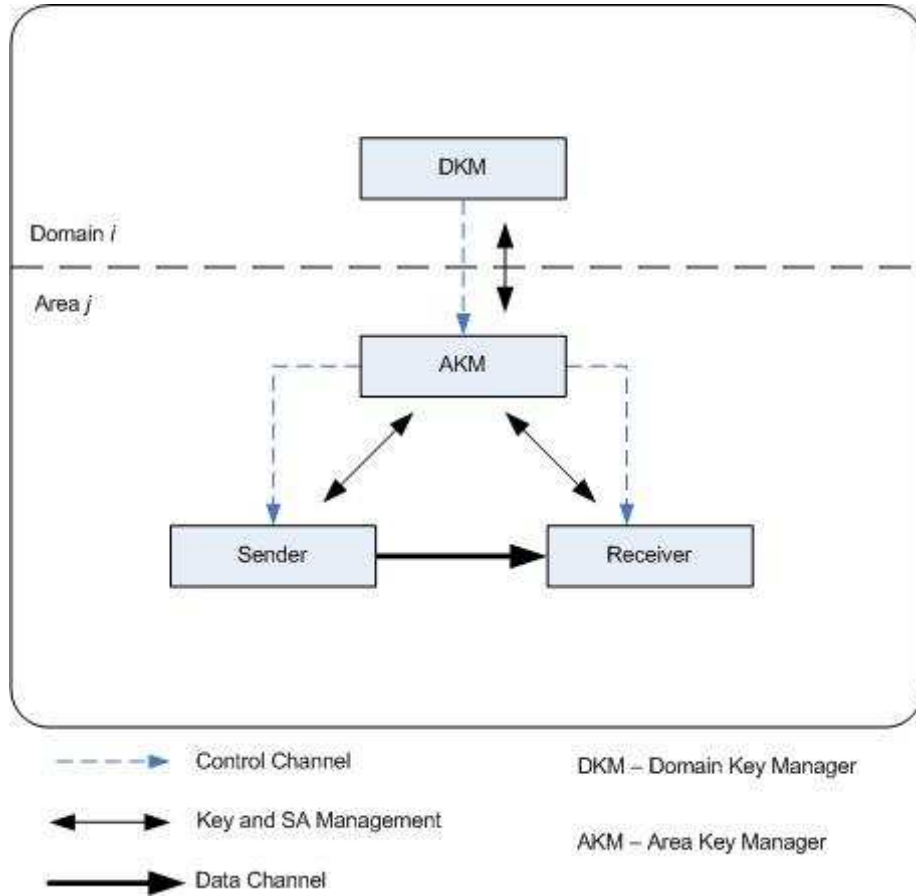 DKM
Domain i
Area j
AKM
Sender
Receiver
Control Channel
DKM – Domain Key Manager
Key and SA Management
AKM – Area Key Manager
Data Channel